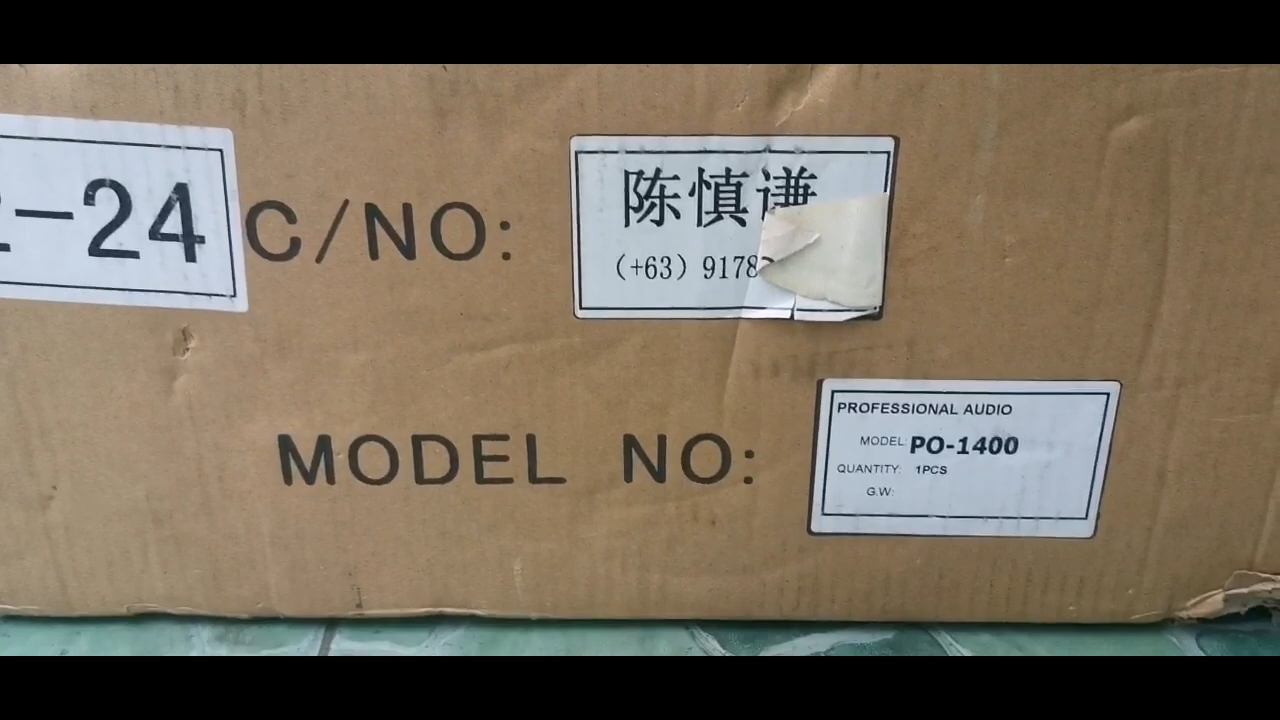 -24
C/NO:
陈慎谦
(+63) 9178
MODEL NO:
PROFESSIONAL AUDIO
MODEL: PO-1400
QUANTITY: 1PCS
G.W: